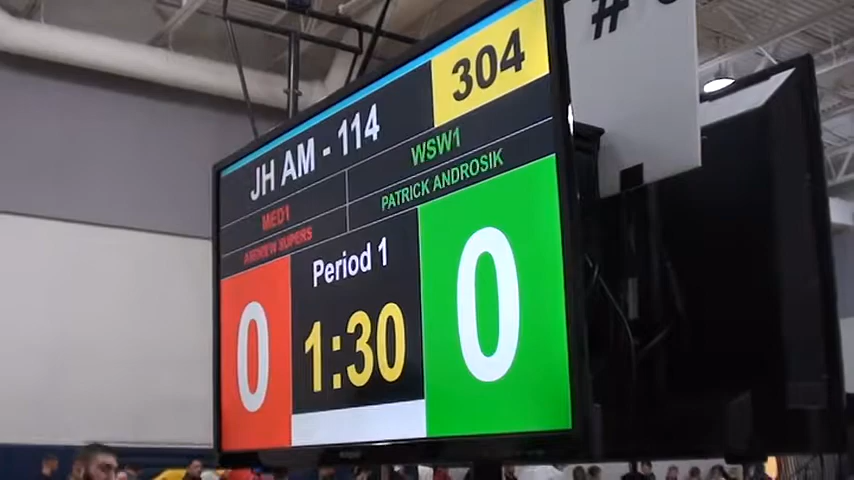 304
JH AM - 114
MED1
WSW1
PATRICK ANDROSIK
Period 1
0
1:30
0
#